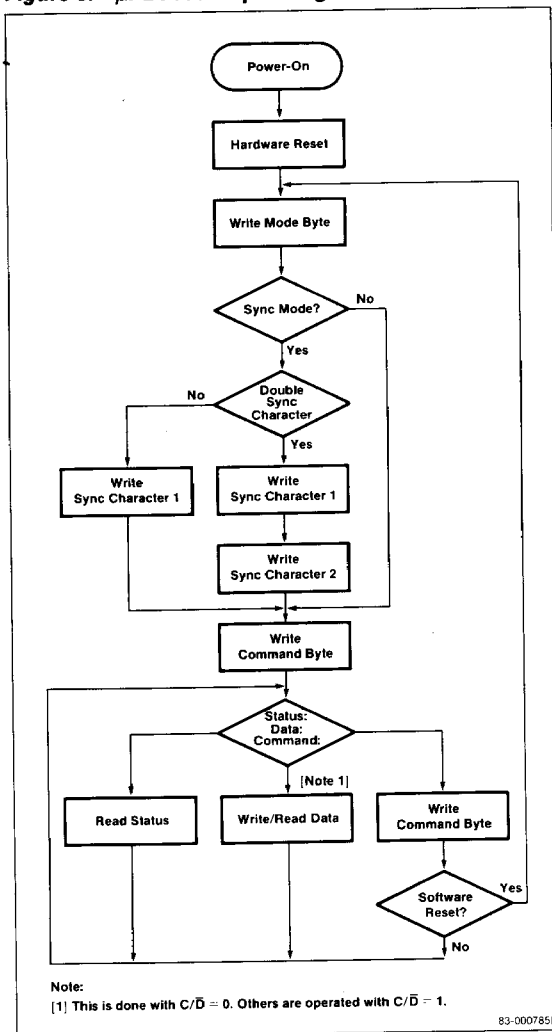 Power-On
Hardware Reset
Write Mode Byte
Sync Mode?
No
Yes
Double
Sync
Character
No
Yes
Write
Sync Character 1
Write
Sync Character 1
Write
Sync Character 2
Write
Command Byte
Status:
Data:
Command:
[Note 1]
Read Status
Write/Read Data
Write
Command Byte
Software
Reset?
Yes
No
Note:
[1] This is done with C/D̅ = 0. Others are operated with C/D̅ = 1.